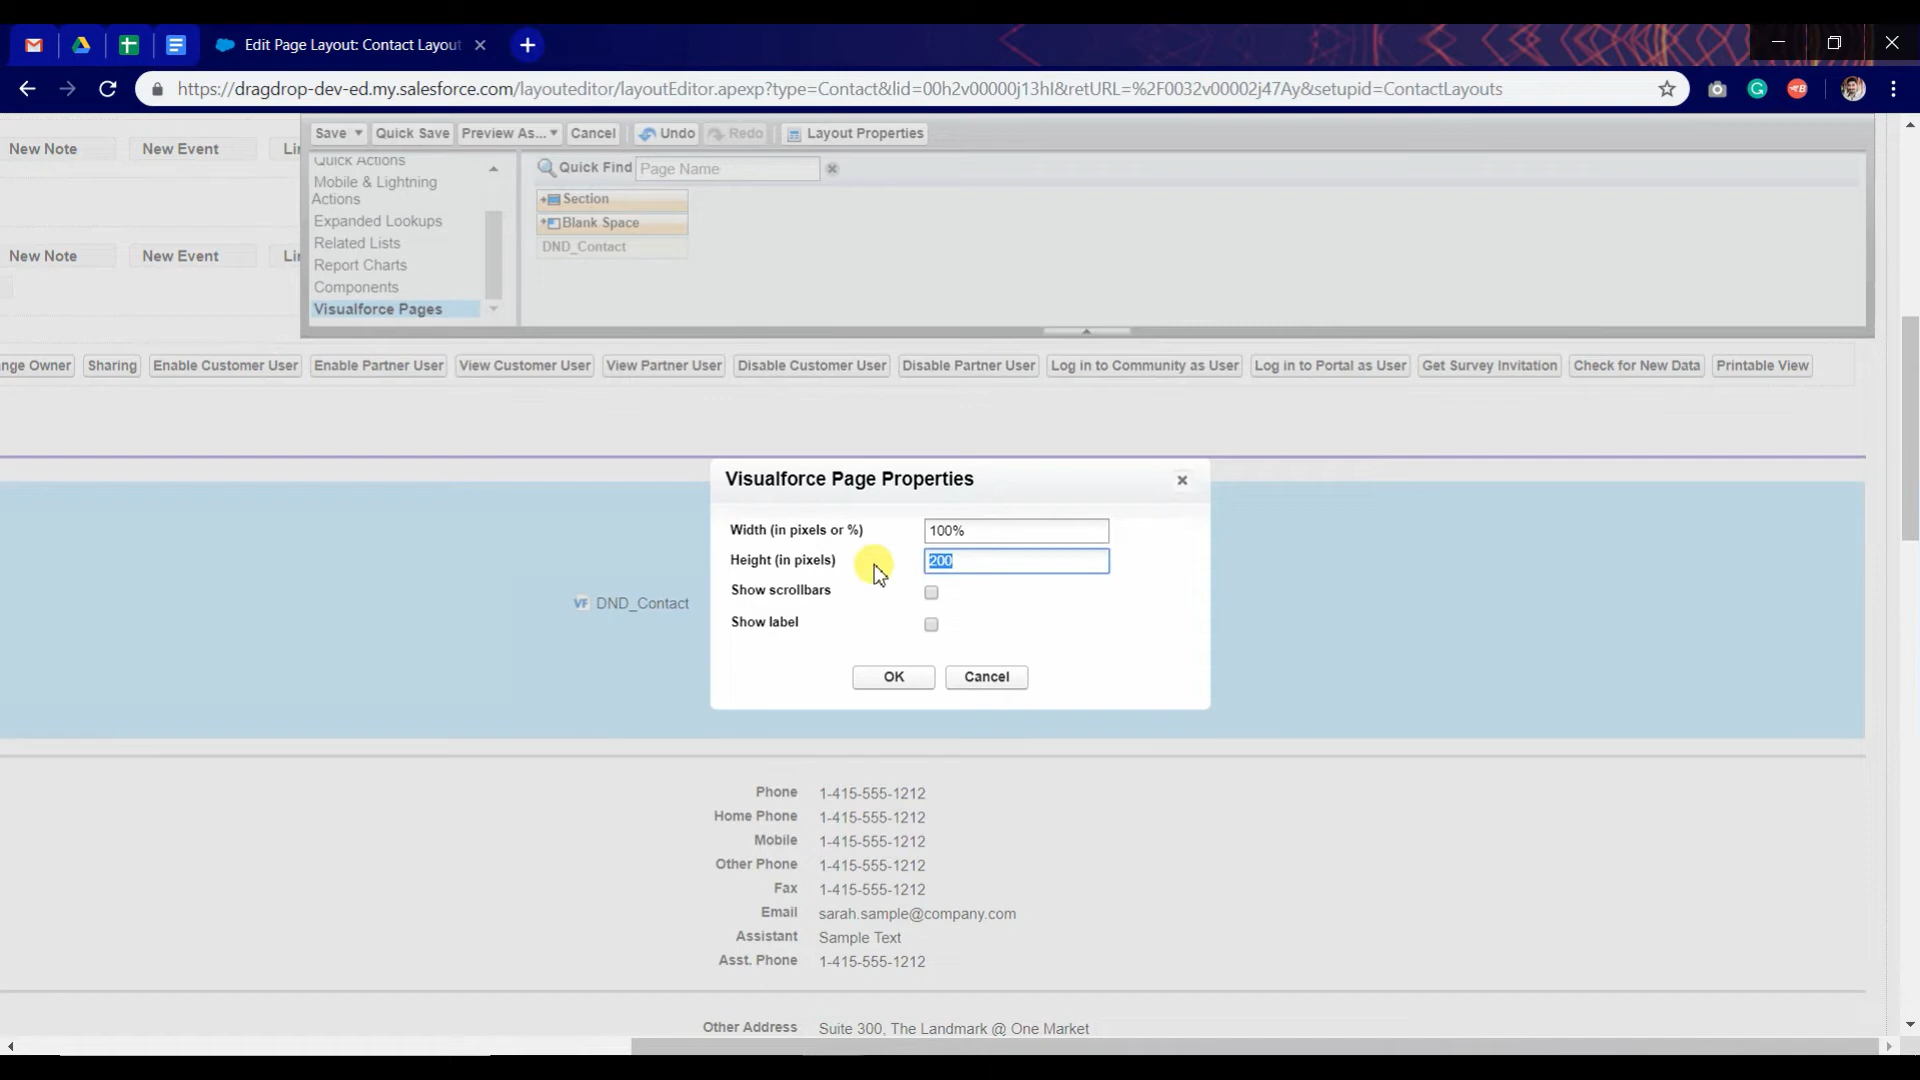 Edit Page Layout: Contact Layout
https://dragdrop-dev-ed.my.salesforce.com/layouteditor/layoutEditor.apexp?type=Contact&lid=00h2v00000j13hI&retURL=%2F0032v00002j47Ay&setupid=ContactLayouts
New Note New Event
Save Quick Save Preview As... Cancel Undo Redo Layout Properties
Quick Actions
Mobile & Lightning
Actions
Expanded Lookups
Related Lists
Report Charts
Components
Visualforce Pages
Quick Find Page Name
Section
Blank Space
DND_Contact
New Note New Event
nge Owner Sharing Enable Customer User Enable Partner User View Customer User View Partner User Disable Customer User Disable Partner User Log in to Community as User Log in to Portal as User Get Survey Invitation Check for New Data Printable View
VF DND_Contact
Visualforce Page Properties
Width (in pixels or %) 100%
Height (in pixels) 200
Show scrollbars
Show label
OK Cancel
Phone 1-415-555-1212
Home Phone 1-415-555-1212
Mobile 1-415-555-1212
Other Phone 1-415-555-1212
Fax 1-415-555-1212
Email sarah.sample@company.com
Assistant Sample Text
Asst. Phone 1-415-555-1212
Other Address Suite 300, The Landmark @ One Market